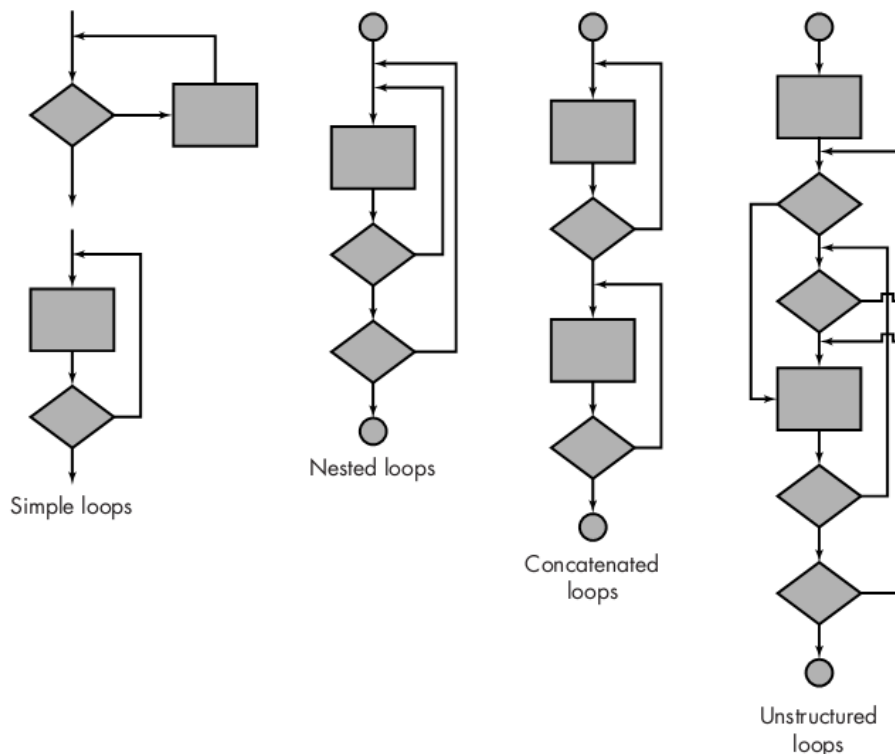 Simple loops
Nested loops
Concatenated
loops
Unstructured
loops